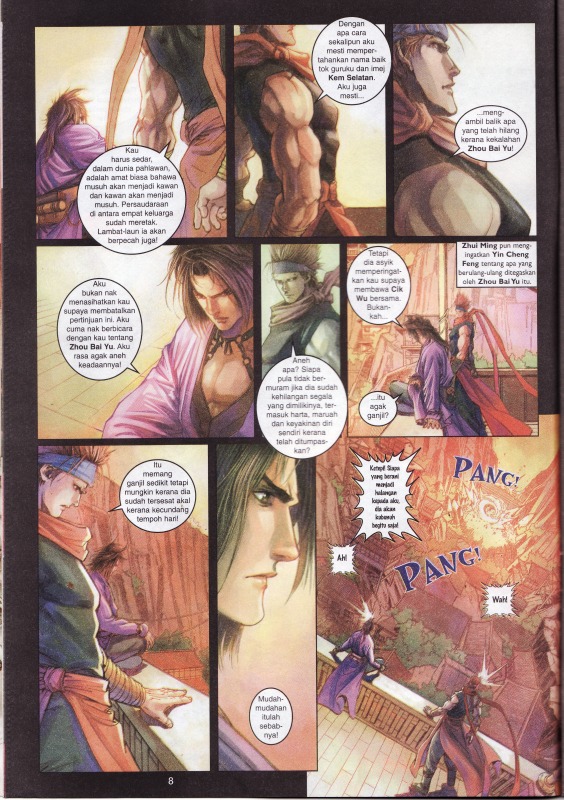 Kau
harus sedar,
dalam dunia pahlawan,
adalah amat biasa bahawa
musuh akan menjadi kawan
dan kawan akan menjadi
musuh. Persaudaraan
di antara empat keluarga
sudah meretak.
Lambat-laun ia akan
berpecah juga!
Dengan
apa cara
sekalipun aku
mesti memper-
tahankan nama baik
tok guruku dan imej
Kem Selatan.
Aku juga
mesti...
...meng-
ambil balik apa
yang telah hilang
kerana kekalahan
Zhou Bai Yu!
Aku
bukan nak
menasihatkan kau
supaya membatalkan
pertinjuan ini. Aku
cuma nak berbicara
dengan kau tentang
Zhou Bai Yu. Aku
rasa agak aneh
keadaannya!
Aneh
apa? Siapa
pula tidak ber-
muram jika dia sudah
kehilangan segala
yang dimilikinya, ter-
masuk harta, maruah
dan keyakinan diri
sendiri kerana
telah ditumpas-
kan?
Tetapi
dia asyik
memperingat-
kan kau supaya
membawa Cik
Wu bersama.
Bukan-
kah...
Zhui Ming pun meng-
ingatkan Yin Cheng
Feng tentang apa yang
berulang-ulang ditegaskan
oleh Zhou Bai Yu itu.
...itu
agak
ganjil?
Itu
memang
ganjil sedikit tetapi
mungkin kerana dia
sudah tersesat akal
kerana kecundang
tempoh hari!
Mudah-
mudahan
itulah
sebab-
nya!
Ketepi! Siapa
yang berani
menjadi
halangan
kepada aku,
dia akan
kubunuh
begitu saja!
PANG!
Ah!
PANG!
Wah!
8